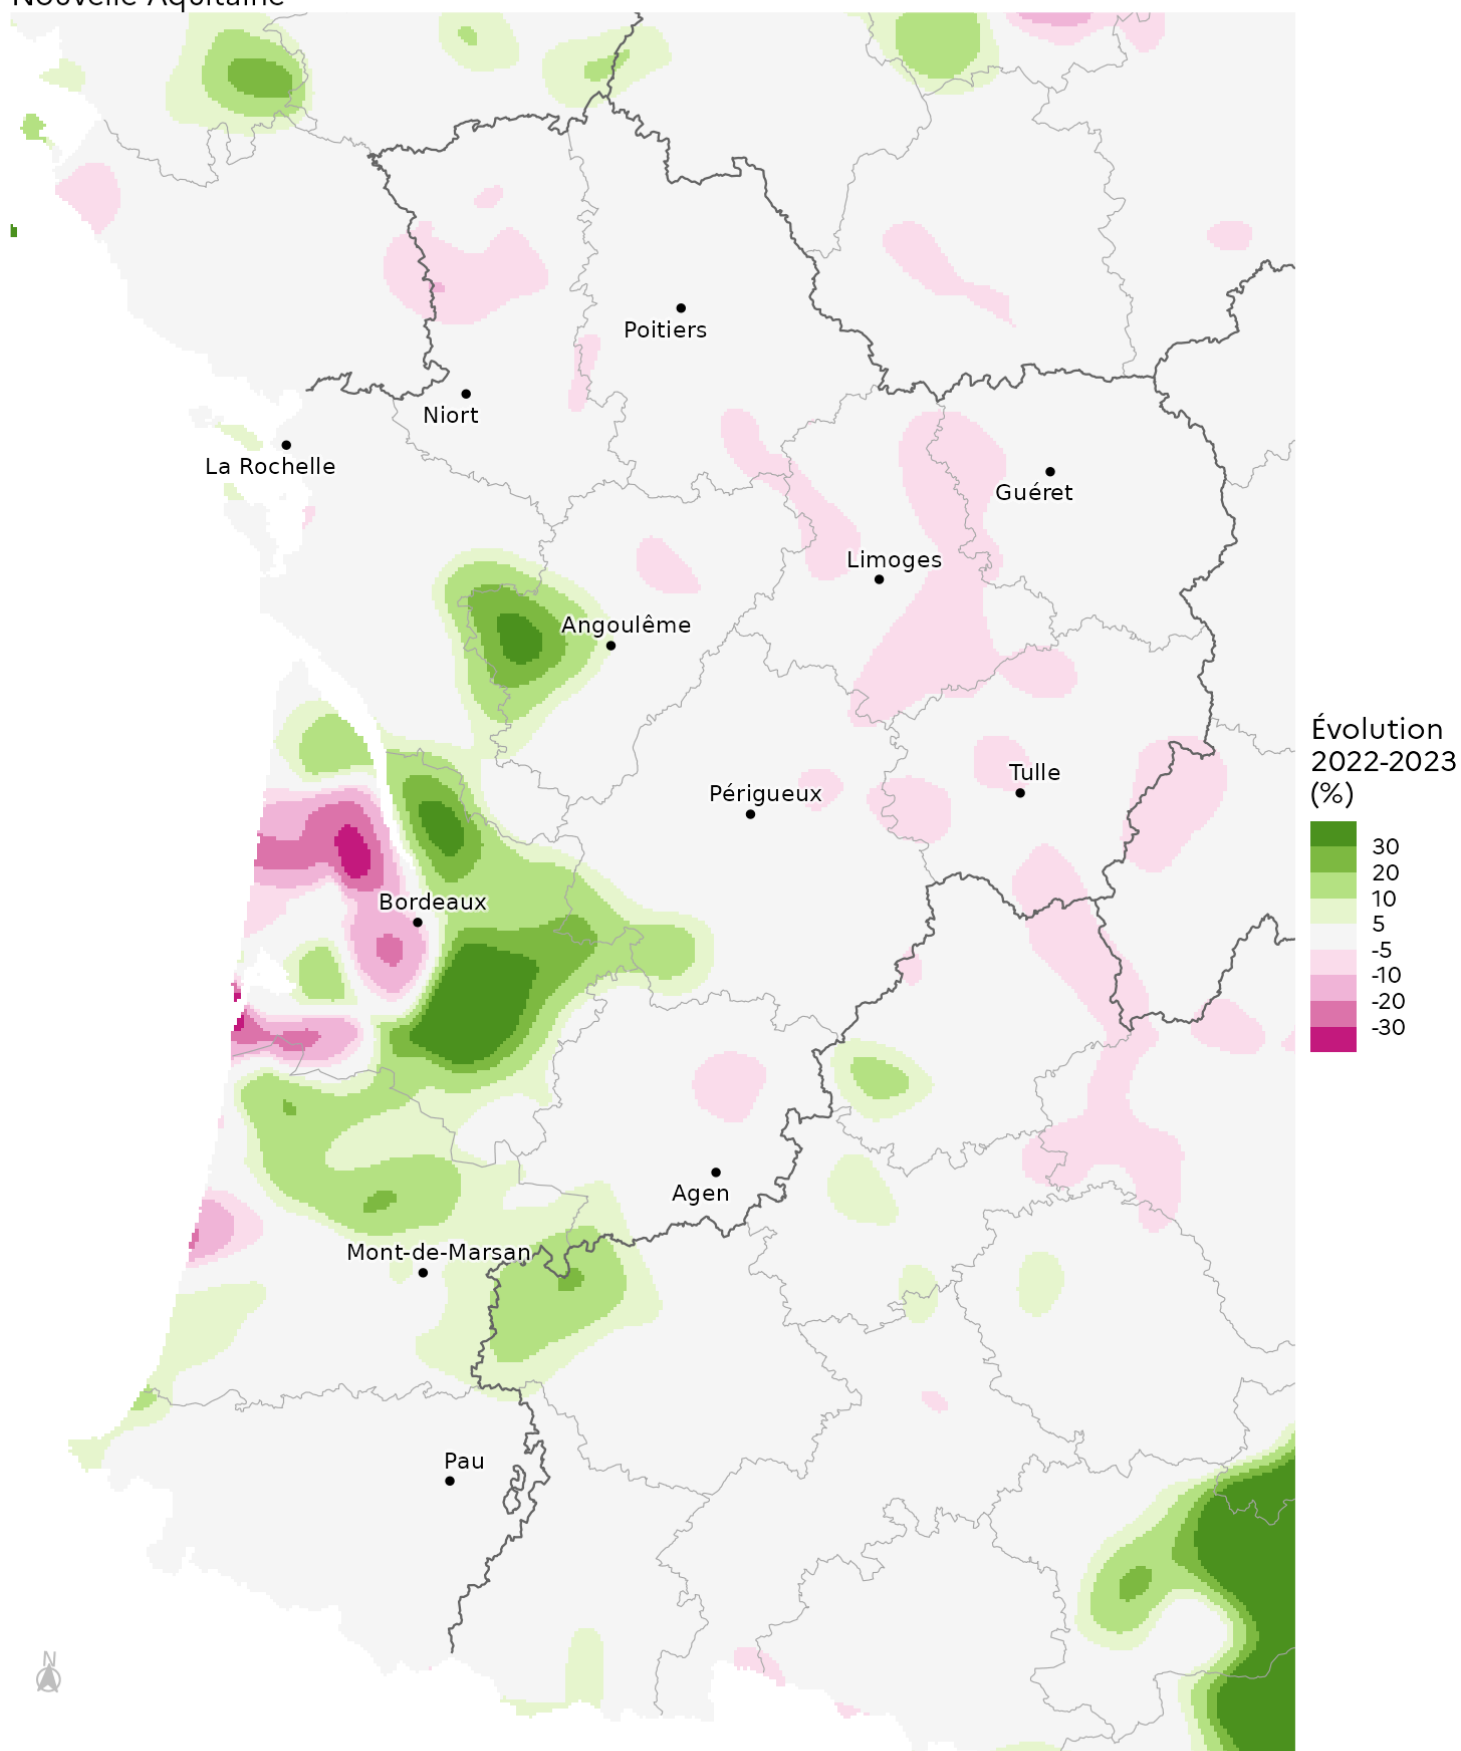 Nouvelle-Aquitaine
Poitiers
Niort
La Rochelle
Guéret
Limoges
Angoulême
Évolution
2022-2023
(%)
Tulle
Périgueux
30
20
10
5
-5
-10
-20
-30
Bordeaux
Agen
Mont-de-Marsan
Pau
N